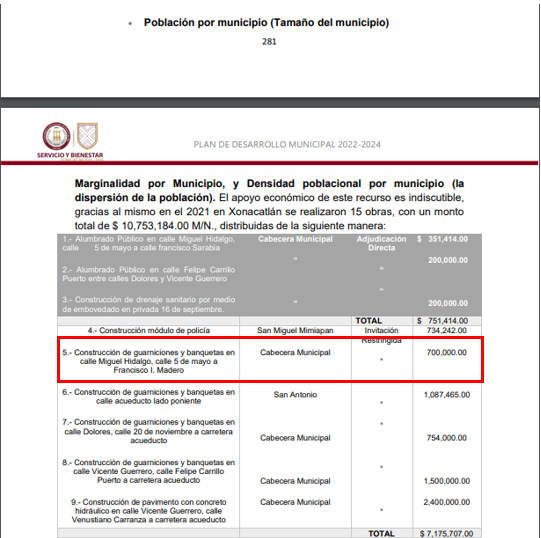 • Población por municipio (Tamaño del municipio)
281
SERVICIO Y BIENESTAR
PLAN DE DESARROLLO MUNICIPAL 2022-2024
Marginalidad por Municipio, y Densidad poblacional por municipio (la
dispersión de la población). El apoyo económico de este recurso es indiscutible,
gracias al mismo en el 2021 en Xonacatlán se realizaron 15 obras, con un monto
total de $ 10,753,184.00 M/N., distribuidas de la siguiente manera:
1.- Alumbrado Público en calle Miguel Hidalgo, Cabecera Municipal Adjudicación $ 351,414.00
calle 5 de mayo a calle francisco Sarabia Directa
" 200,000.00
2.- Alumbrado Público en calle Felipe Carrillo "
Puerto entre calles Dolores y Vicente Guerrero
"
3.- Construcción de drenaje sanitario por medio " 200,000.00
de embovedado en privada 16 de septiembre.
TOTAL $ 751,414.00
4.- Construcción módulo de policía San Miguel Mimiapan Invitación 734,242.00
Restringida
5.- Construcción de guarniciones y banquetas en Cabecera Municipal 700,000.00
calle Miguel Hidalgo, calle 5 de mayo a "
Francisco I. Madero
6.- Construcción de guarniciones y banquetas en San Antonio 1,087,465.00
calle acueducto lado poniente "
7.- Construcción de guarniciones y banquetas en "
calle Dolores, calle 20 de noviembre a carretera Cabecera Municipal 754,000.00
acueducto
8.- Construcción de guarniciones y banquetas en "
calle Vicente Guerrero, calle Felipe Carrillo
Puerto a carretera acueducto Cabecera Municipal 1,500,000.00
9.- Construcción de pavimento con concreto Cabecera Municipal 2,400,000.00
hidráulico en calle Vicente Guerrero, calle "
Venustiano Carranza a carretera acueducto
TOTAL $ 7,175,707.00